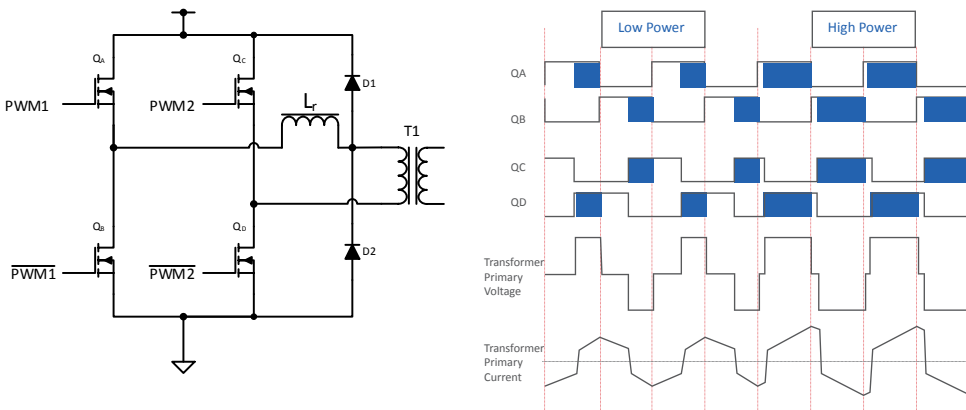 QA
QC
PWM1
PWM2
D1
Lr
T1
QB
QD
PWM1
PWM2
D2
Low Power
High Power
QA
QB
QC
QD
Transformer
Primary
Voltage
Transformer
Primary
Current